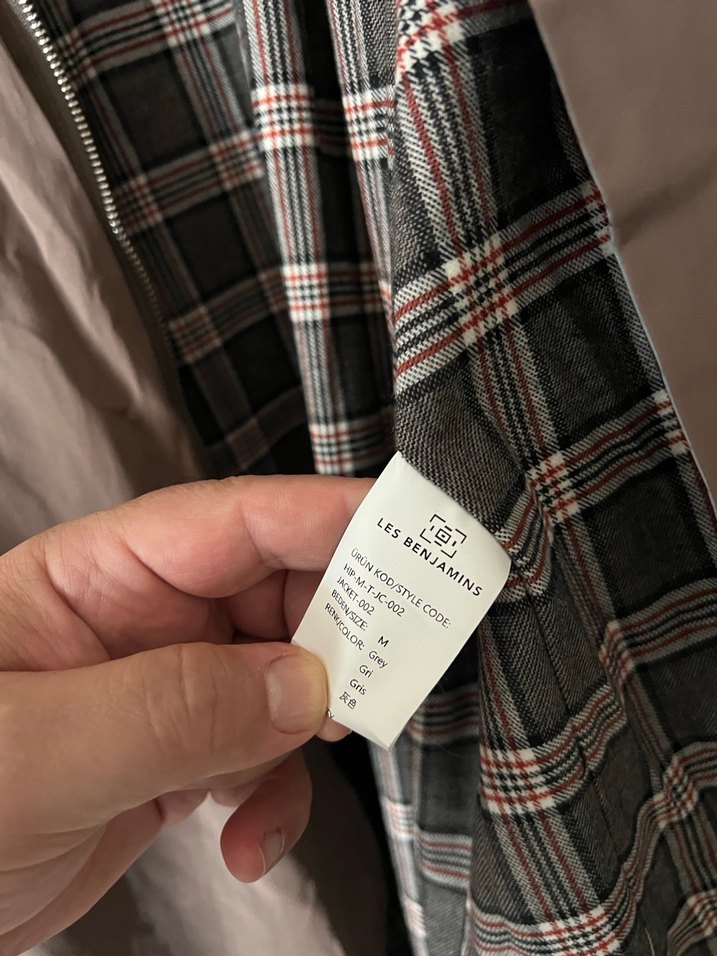 LES BENJAMINS
ÜRÜN KOD/STYLE CODE:
HIP-M-T-JC-002
JACKET-002
BEDEN/SIZE: M
RENK/COLOR: Grey
Gri
Gris
灰色